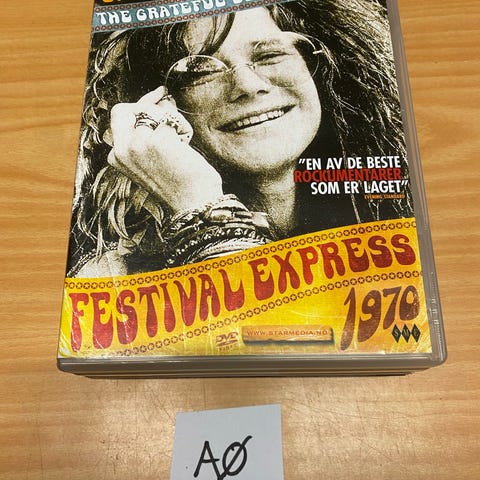 THE GRATEFUL
"EN AV DE BESTE
ROCKUMENTARER
SOM ER LAGET"
EVENING STANDARD
FESTIVAL EXPRESS
1970
DVD
VIDEO
WWW.STARMEDIA.NO
AØ